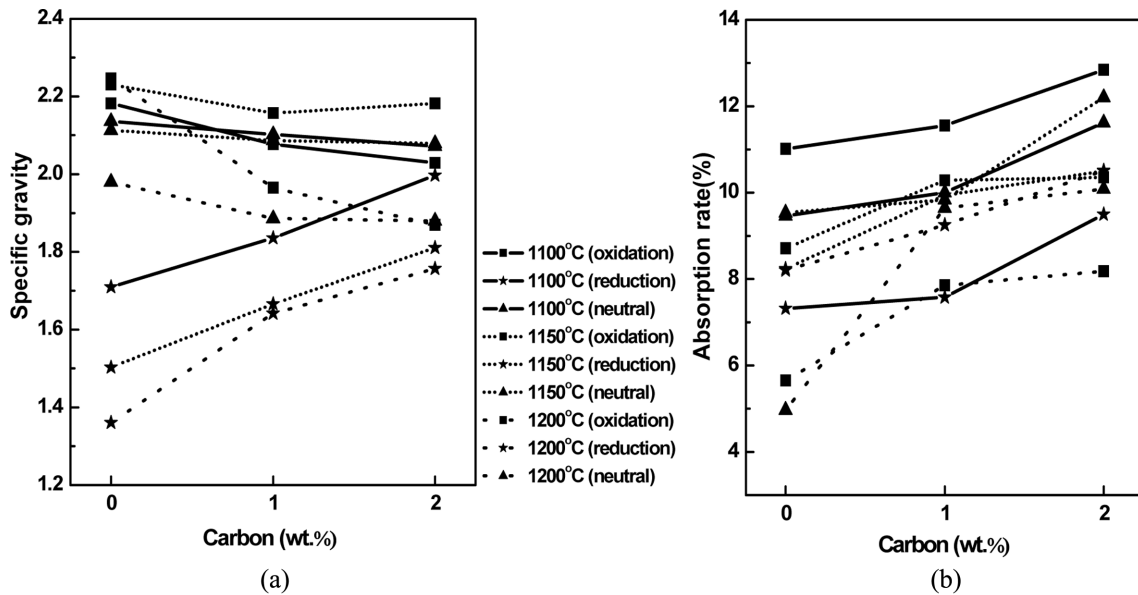 2.4
2.2
2.0
1.8
1.6
1.4
1.2
Specific gravity
0 1 2
Carbon (wt.%)
(a)
1100°C (oxidation)
1100°C (reduction)
1100°C (neutral)
1150°C (oxidation)
1150°C (reduction)
1150°C (neutral)
1200°C (oxidation)
1200°C (reduction)
1200°C (neutral)
14
12
10
8
6
4
Absorption rate(%)
0 1 2
Carbon (wt.%)
(b)